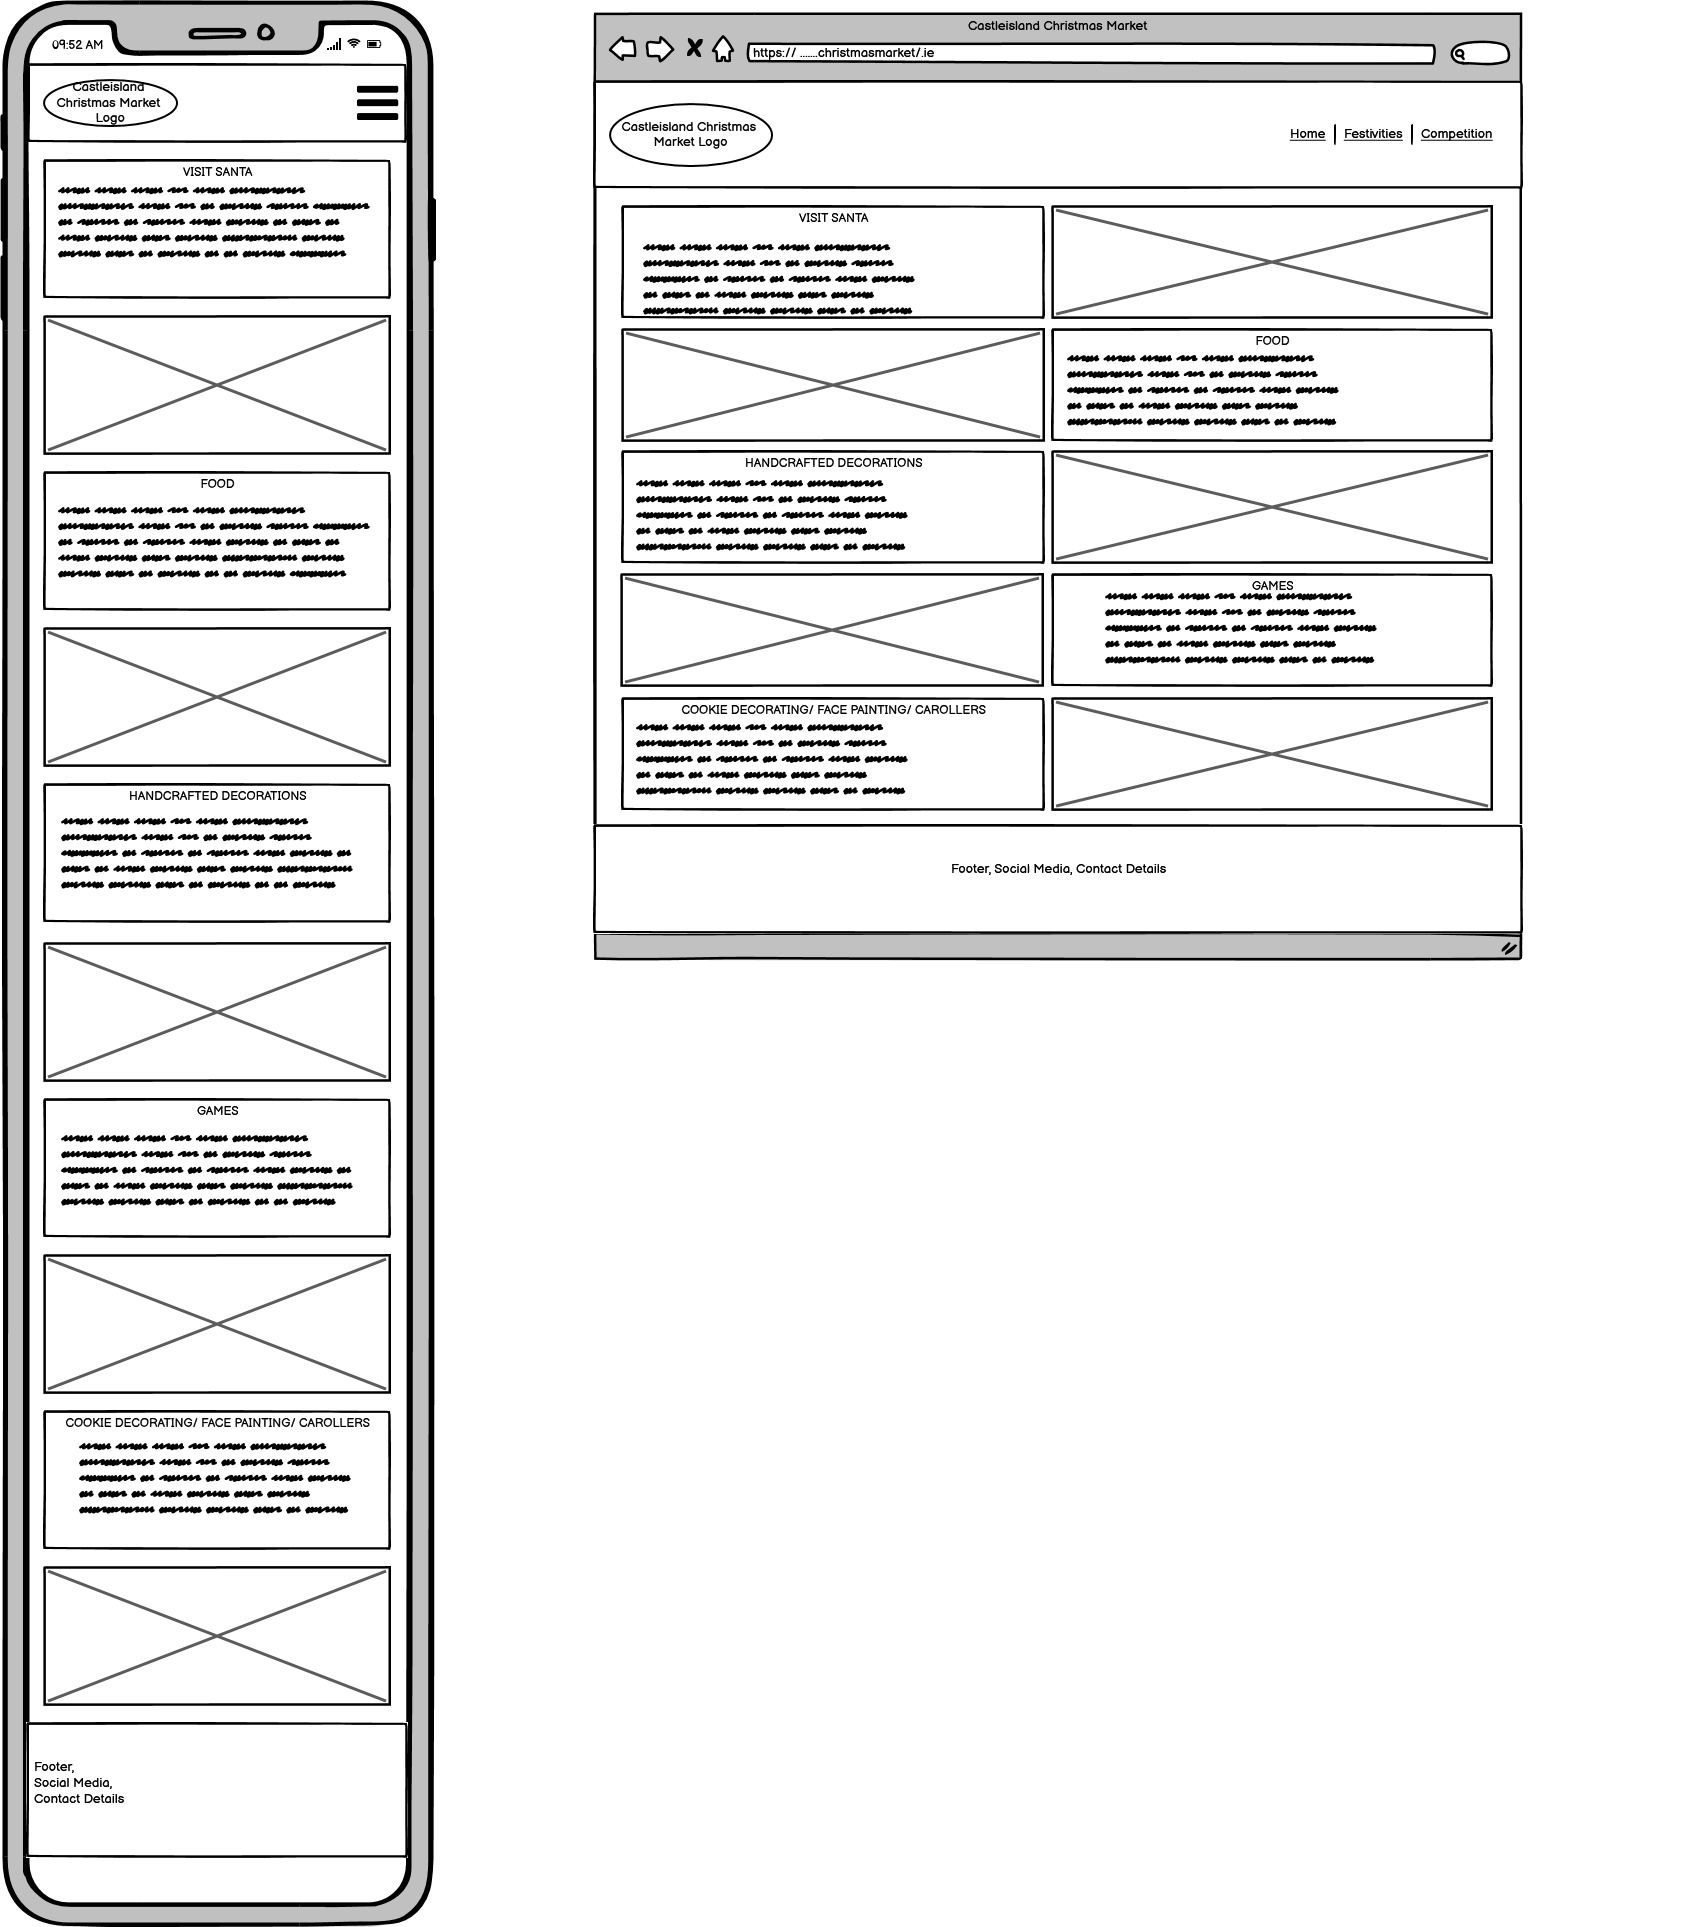 09:52 AM
Castleisland
Christmas Market
Logo
VISIT SANTA
FOOD
HANDCRAFTED DECORATIONS
GAMES
COOKIE DECORATING/ FACE PAINTING/ CAROLLERS
Footer,
Social Media,
Contact Details
Castleisland Christmas Market
https:// .......christmasmarket/.ie
Castleisland Christmas
Market Logo
Home
Festivities
Competition
VISIT SANTA
FOOD
HANDCRAFTED DECORATIONS
GAMES
COOKIE DECORATING/ FACE PAINTING/ CAROLLERS
Footer, Social Media, Contact Details